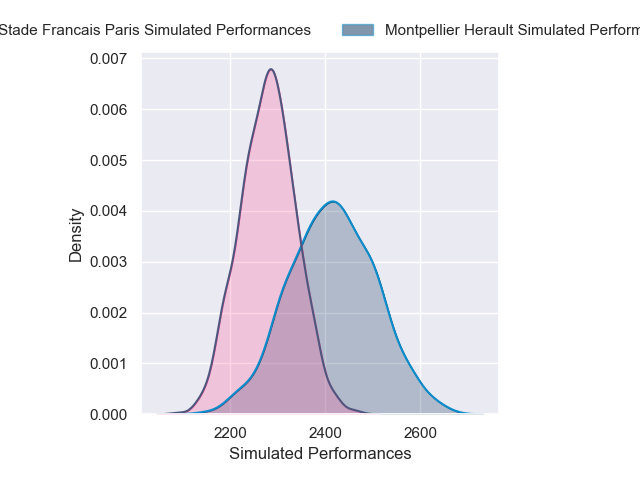 Stade Francais Paris Simulated Performances
Montpellier Herault Simulated
0.007
0.006
0.005
0.004
0.003
0.002
0.001
0.000
Density
2200 2400 2600
Simulated Performances